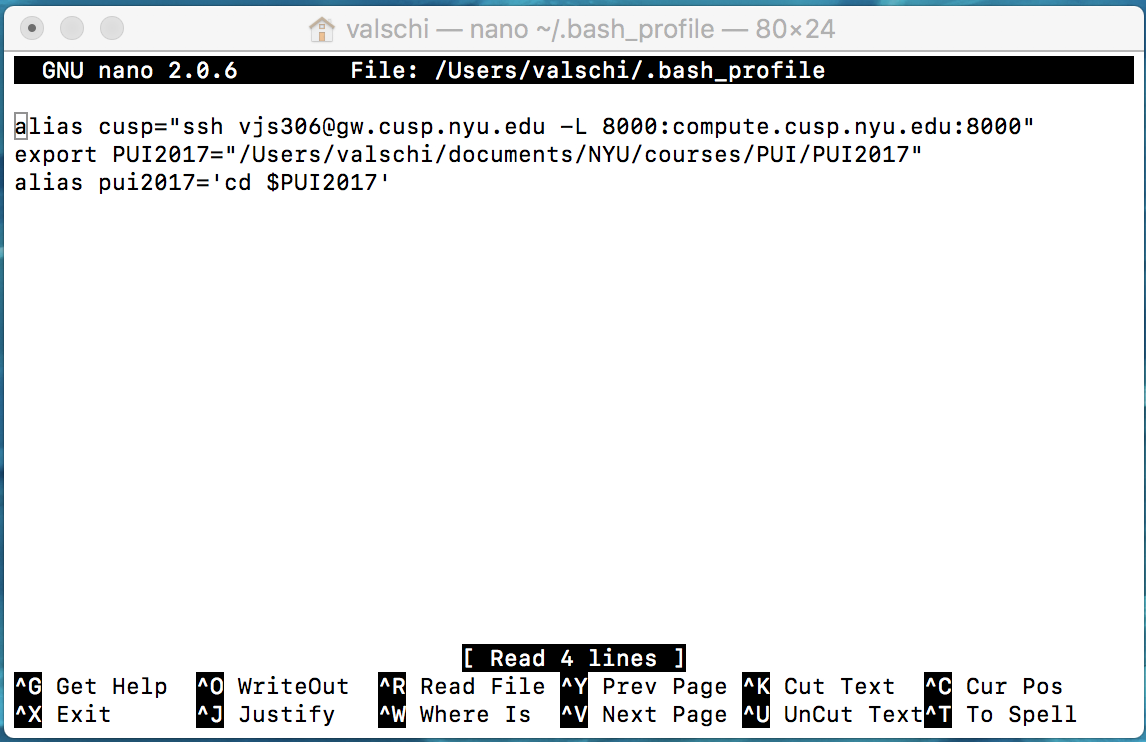 valschi — nano ~/.bash_profile — 80×24
GNU nano 2.0.6 File: /Users/valschi/.bash_profile
alias cusp="ssh vjs306@gw.cusp.nyu.edu -L 8000:compute.cusp.nyu.edu:8000"
export PUI2017="/Users/valschi/documents/NYU/courses/PUI/PUI2017"
alias pui2017='cd $PUI2017'
[ Read 4 lines ]
^G Get Help ^O WriteOut ^R Read File ^Y Prev Page ^K Cut Text ^C Cur Pos
^X Exit ^J Justify ^W Where Is ^V Next Page ^U UnCut Text ^T To Spell